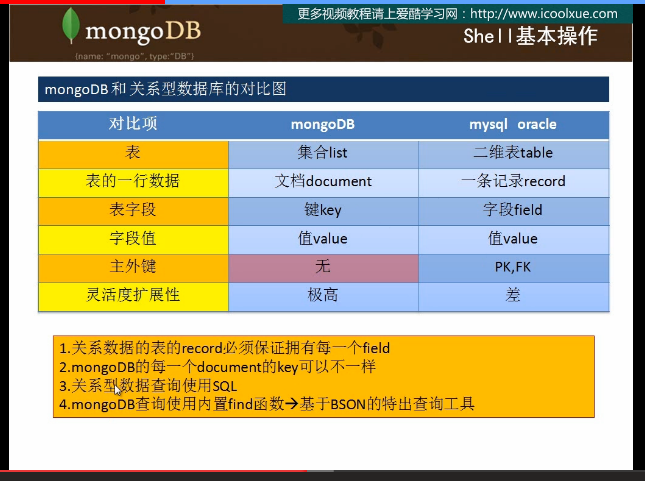 更多视频教程请上爱酷学习网：http://www.icoolxue.com
mongoDB
{name: "mongo", type:"DB"}
Shell基本操作
mongoDB 和 关系型数据库的对比图
对比项 mongoDB mysql oracle
表 集合list 二维表table
表的一行数据 文档document 一条记录record
表字段 键key 字段field
字段值 值value 值value
主外键 无 PK,FK
灵活度扩展性 极高 差
1.关系数据的表的record必须保证拥有每一个field
2.mongoDB的每一个document的key可以不一样
3.关系型数据查询使用SQL
4.mongoDB查询使用内置find函数→基于BSON的特出查询工具